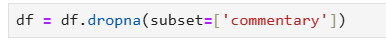 df = df.dropna(subset=['commentary'])